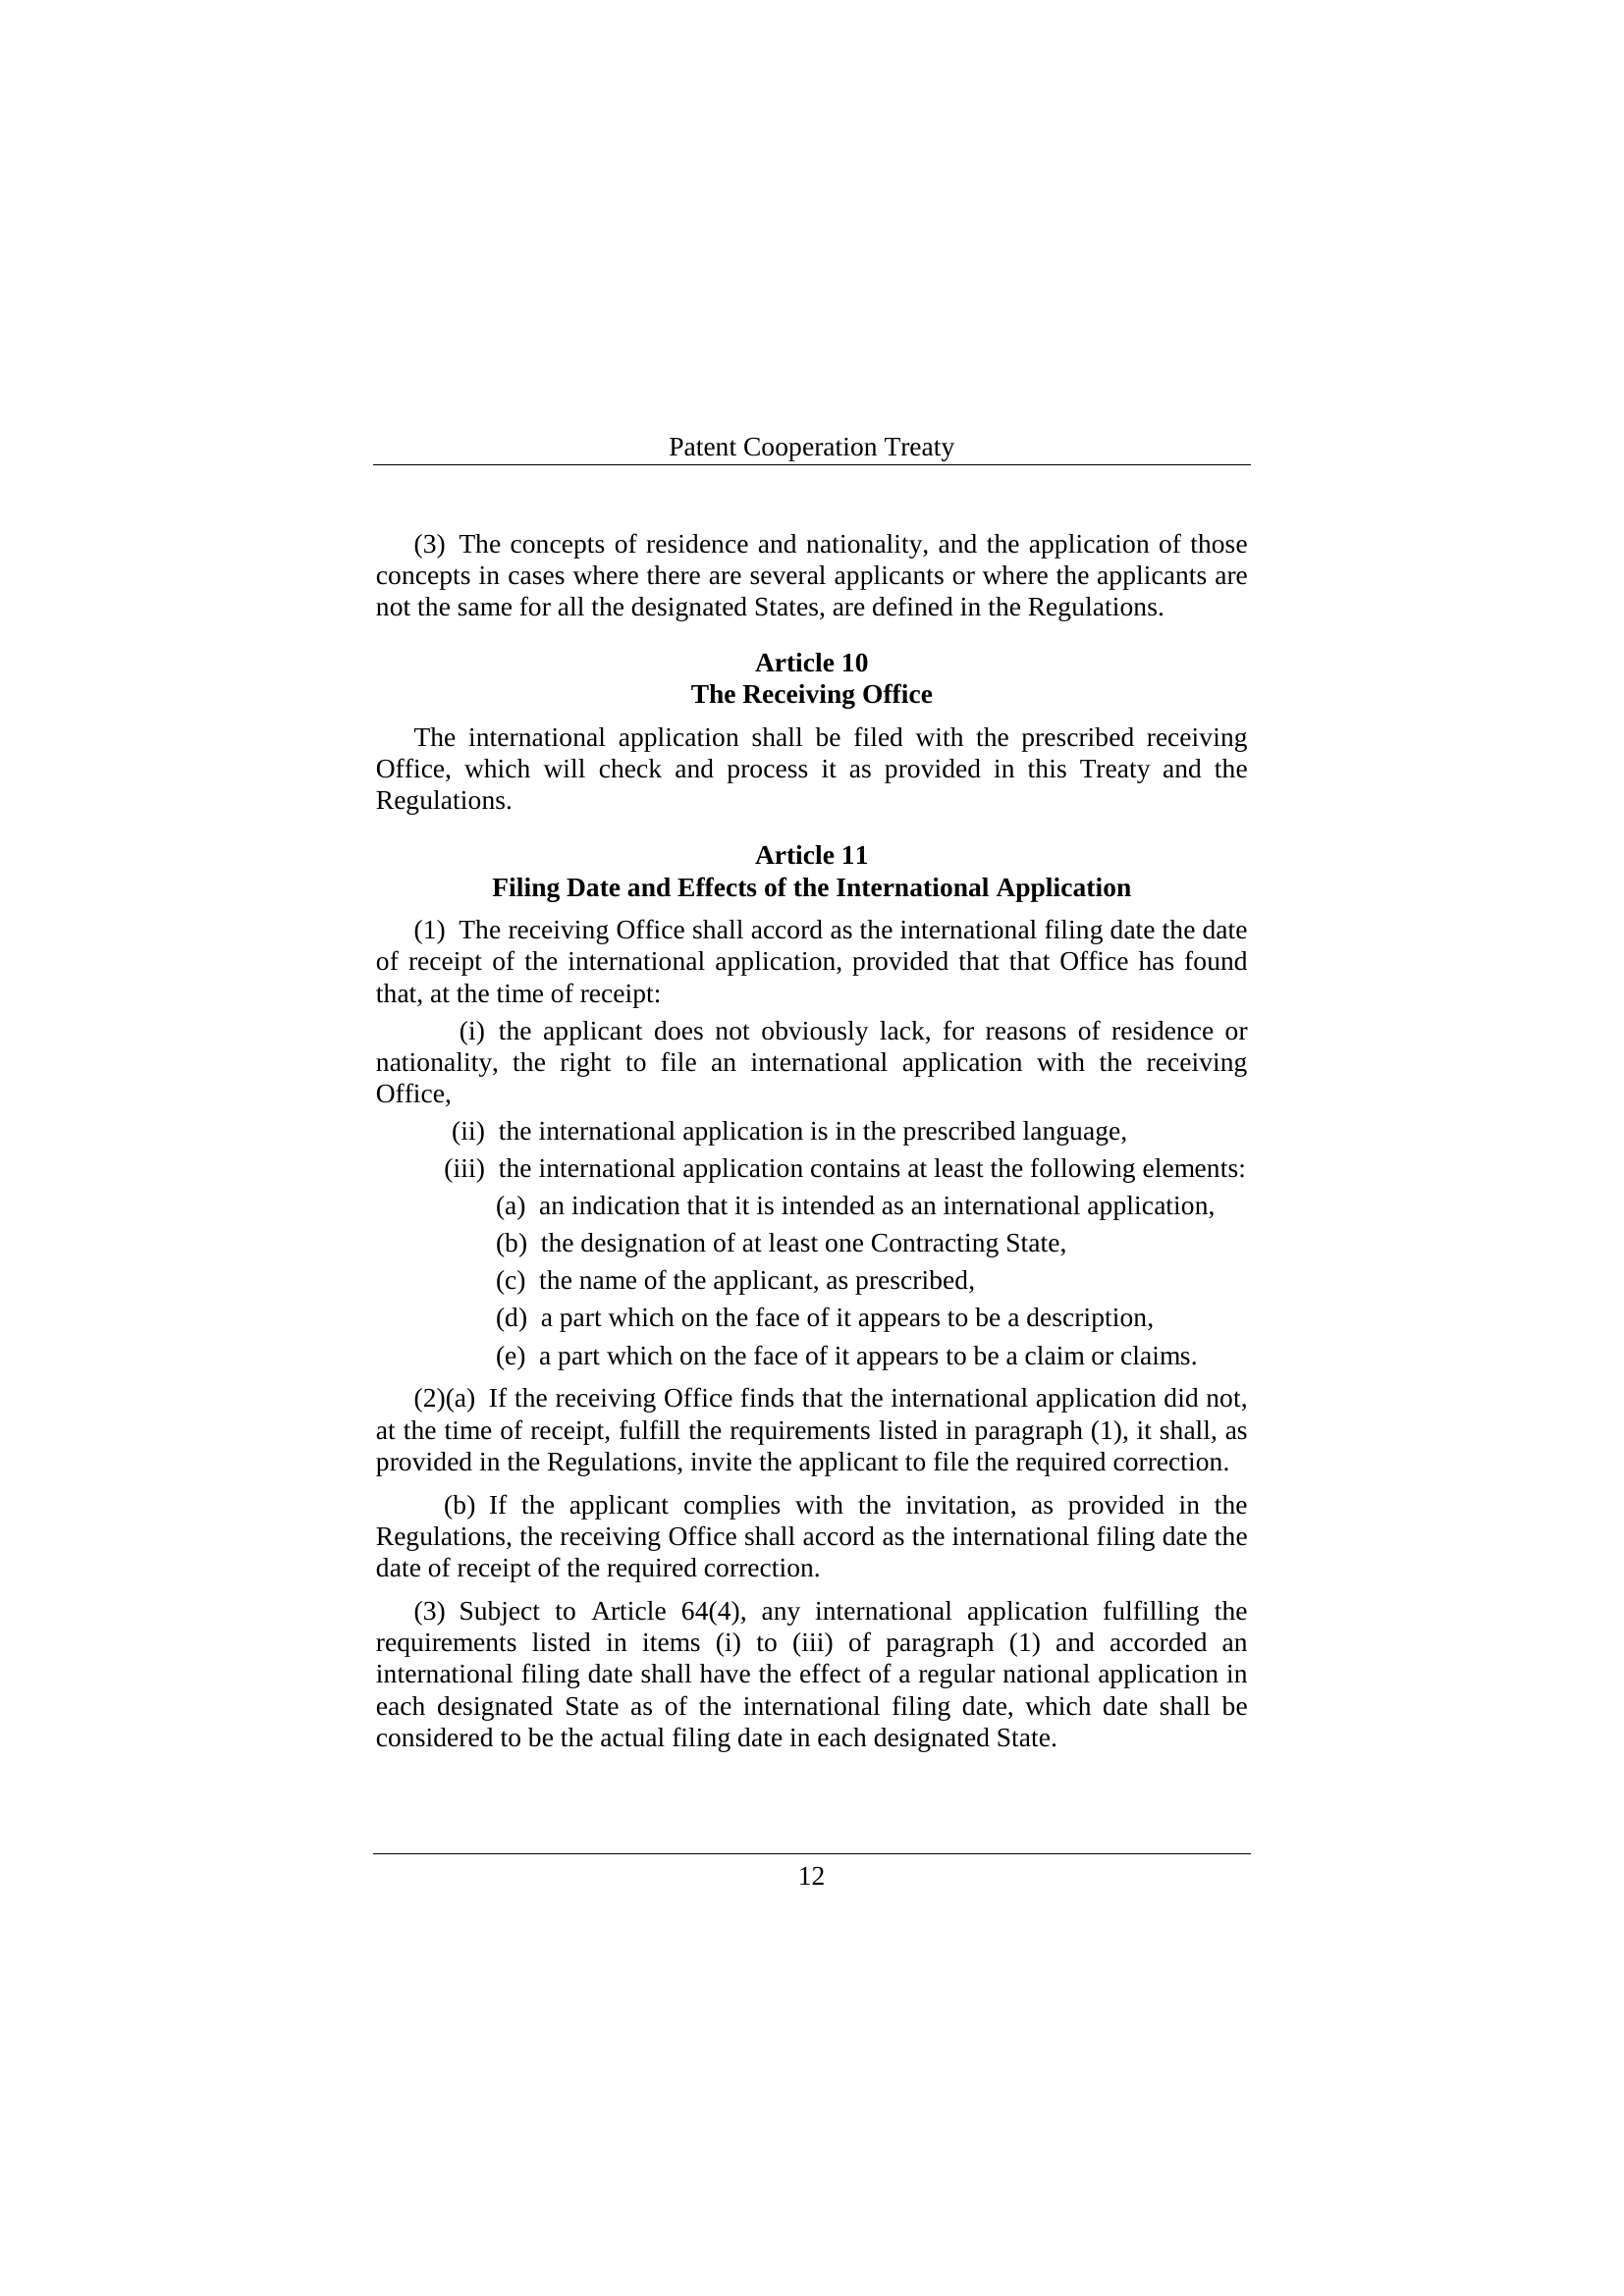 Patent Cooperation Treaty
(3) The concepts of residence and nationality, and the application of those
concepts in cases where there are several applicants or where the applicants are
not the same for all the designated States, are defined in the Regulations.
Article 10
The Receiving Office
The international application shall be filed with the prescribed receiving
Office, which will check and process it as provided in this Treaty and the
Regulations.
Article 11
Filing Date and Effects of the International Application
(1) The receiving Office shall accord as the international filing date the date
of receipt of the international application, provided that that Office has found
that, at the time of receipt:
(i) the applicant does not obviously lack, for reasons of residence or
nationality, the right to file an international application with the receiving
Office,
(ii) the international application is in the prescribed language,
(iii) the international application contains at least the following elements:
(a) an indication that it is intended as an international application,
(b) the designation of at least one Contracting State,
(c) the name of the applicant, as prescribed,
(d) a part which on the face of it appears to be a description,
(e) a part which on the face of it appears to be a claim or claims.
(2)(a) If the receiving Office finds that the international application did not,
at the time of receipt, fulfill the requirements listed in paragraph (1), it shall, as
provided in the Regulations, invite the applicant to file the required correction.
(b) If the applicant complies with the invitation, as provided in the
Regulations, the receiving Office shall accord as the international filing date the
date of receipt of the required correction.
(3) Subject to Article 64(4), any international application fulfilling the
requirements listed in items (i) to (iii) of paragraph (1) and accorded an
international filing date shall have the effect of a regular national application in
each designated State as of the international filing date, which date shall be
considered to be the actual filing date in each designated State.
12